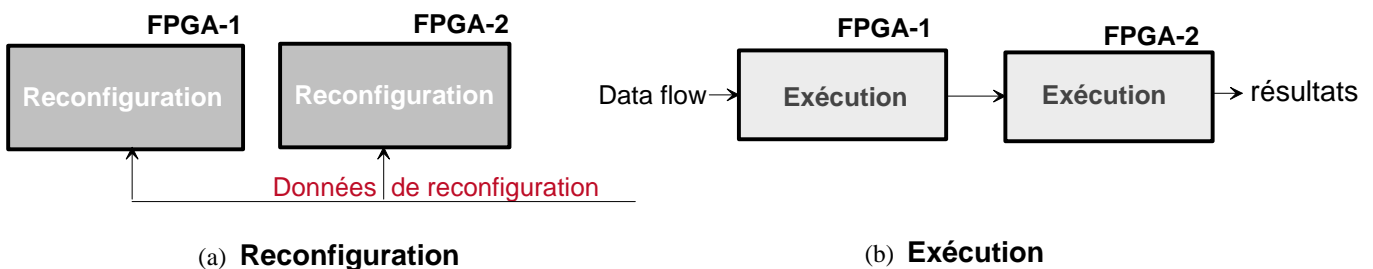 FPGA-1 FPGA-2
Reconfiguration Reconfiguration
Données de reconfiguration
(a) Reconfiguration
FPGA-1 FPGA-2
Data flow Exécution Exécution résultats
(b) Exécution